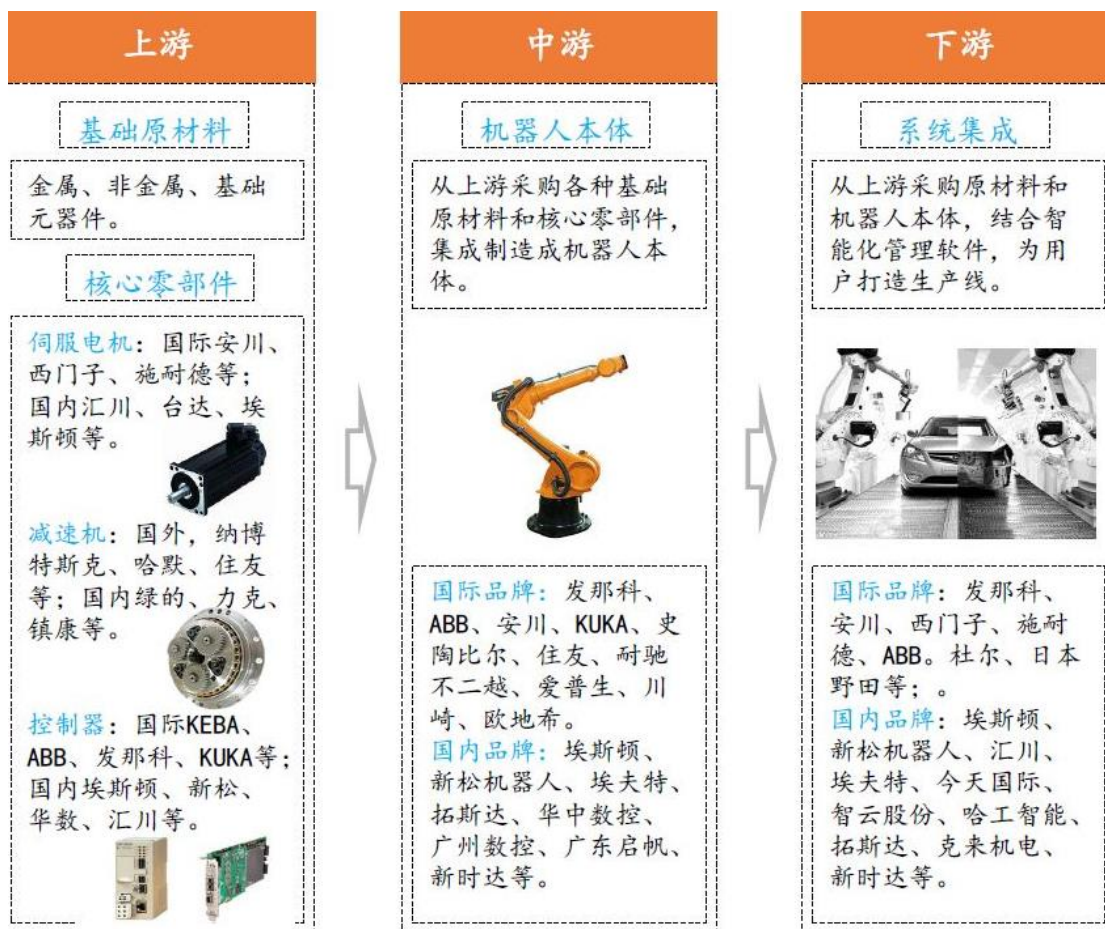 上游
基础原材料
金属、非金属、基础
元器件。
核心零部件
伺服电机：国际安川、
西门子、施耐德等；
国内汇川、台达、埃
斯顿等。
减速机：国外，纳博
特斯克、哈默、住友
等；国内绿的、力克、
镇康等。
控制器：国际KEBA、
ABB、发那科、KUKA等；
国内埃斯顿、新松、
华数、汇川等。
中游
机器人本体
从上游采购各种基础
原材料和核心零部件，
集成制造成机器人本
体。
国际品牌：发那科、
ABB、安川、KUKA、史
陶比尔、住友、耐驰
不二越、爱普生、川
崎、欧地希。
国内品牌：埃斯顿、
新松机器人、埃夫特、
拓斯达、华中数控、
广州数控、广东启帆、
新时达等。
下游
系统集成
从上游采购原材料和
机器人本体，结合智
能化管理软件，为用
户打造生产线。
国际品牌：发那科、
安川、西门子、施耐
德、ABB。杜尔、日本
野田等；。
国内品牌：埃斯顿、
新松机器人、汇川、
埃夫特、今天国际、
智云股份、哈工智能、
拓斯达、克来机电、
新时达等。